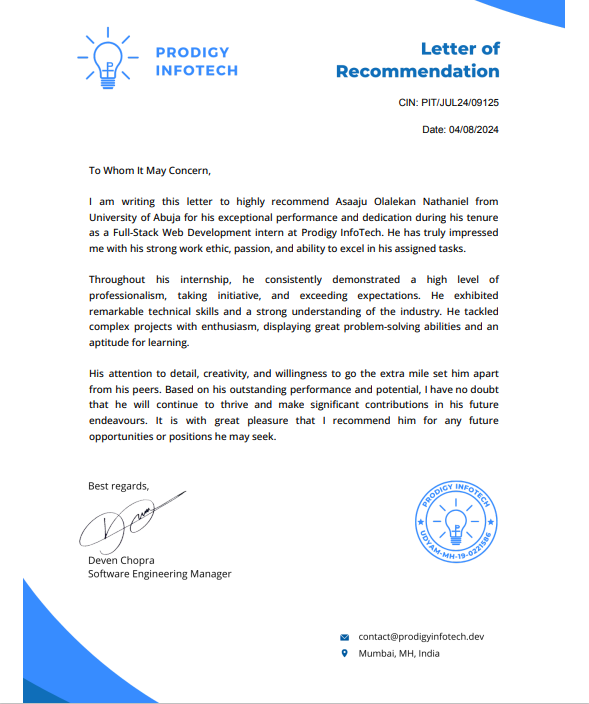 PRODIGY
INFOTECH
Letter of
Recommendation
CIN: PIT/JUL24/09125
Date: 04/08/2024
To Whom It May Concern,
I am writing this letter to highly recommend Asaaju Olalekan Nathaniel from
University of Abuja for his exceptional performance and dedication during his tenure
as a Full-Stack Web Development intern at Prodigy InfoTech. He has truly impressed
me with his strong work ethic, passion, and ability to excel in his assigned tasks.
Throughout his internship, he consistently demonstrated a high level of
professionalism, taking initiative, and exceeding expectations. He exhibited
remarkable technical skills and a strong understanding of the industry. He tackled
complex projects with enthusiasm, displaying great problem-solving abilities and an
aptitude for learning.
His attention to detail, creativity, and willingness to go the extra mile set him apart
from his peers. Based on his outstanding performance and potential, I have no doubt
that he will continue to thrive and make significant contributions in his future
endeavours. It is with great pleasure that I recommend him for any future
opportunities or positions he may seek.
Best regards,
Deven Chopra
Software Engineering Manager
PRODIGY INFOTECH
UDYAM-MH-19-0221586
contact@prodigyinfotech.dev
Mumbai, MH, India